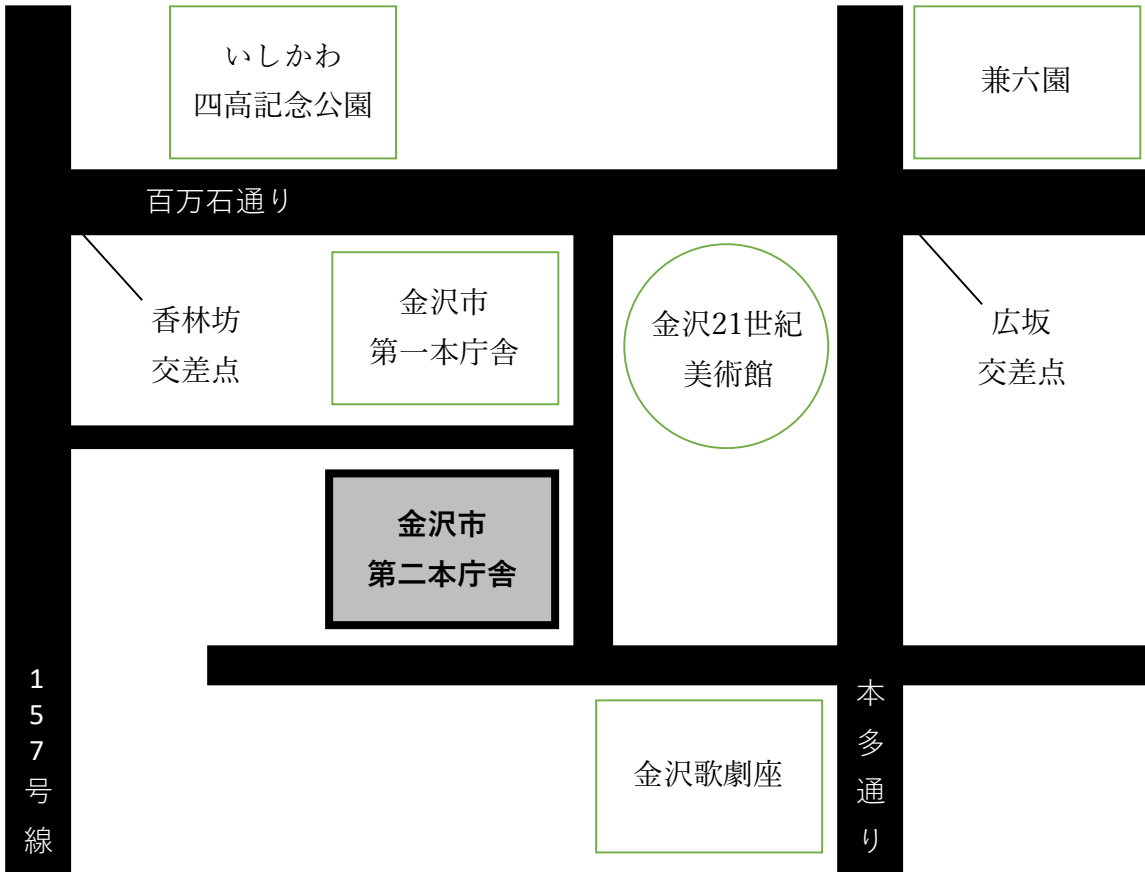 いしかわ
四高記念公園
兼六園
百万石通り
香林坊
交差点
金沢市
第一本庁舎
金沢21世紀
美術館
広坂
交差点
金沢市
第二本庁舎
157号線
金沢歌劇座
本多通り